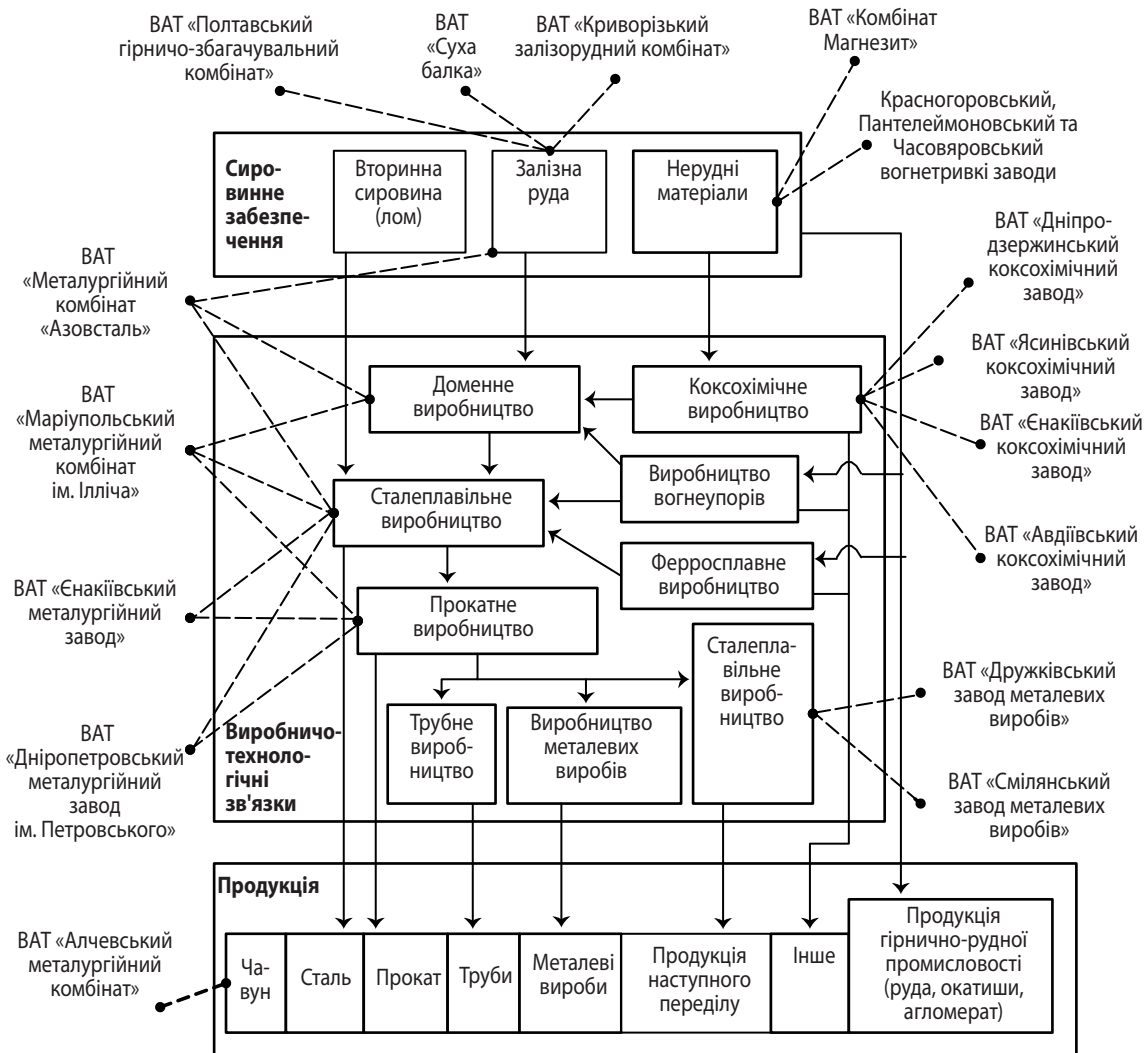 ВАТ «Полтавський
гірничо-збагачувальний
комбінат»
ВАТ
«Суха
балка»
ВАТ «Криворізький
залізорудний комбінат»
ВАТ «Комбінат
Магнезит»
Красногоровський,
Пантелеймоновський та
Часовяровський
вогнетривкі заводи
Сиро-
винне
забезпе-
чення
Вторинна
сировина
(лом)
Залізна
руда
Нерудні
матеріали
ВАТ
«Металургійний
комбінат
«Азовсталь»
ВАТ
«Маріупольський
металургійний
комбінат
ім. Ілліча»
ВАТ «Єнакіївський
металургійний
завод»
ВАТ
«Дніропетровський
металургійний
завод
ім. Петровського»
ВАТ «Дніпро-
дзержинський
коксохімічний
завод»
ВАТ «Ясинівський
коксохімічний
завод»
ВАТ «Єнакіївський
коксохімічний
завод»
ВАТ «Авдіївський
коксохімічний
завод»
Доменне
виробництво
Коксохімічне
виробництво
Виробництво
вогнеупорів
Сталеплавільне
виробництво
Ферросплавне
виробництво
Прокатне
виробництво
Сталепла-
вільне
вироб-
ництво
Трубне
вироб-
ництво
Виробництво
металевих
виробів
Виробничо-
техноло-
гічні
зв'язки
ВАТ «Дружківський
завод металевих
виробів»
ВАТ «Смілянський
завод металевих
виробів»
Продукція
ВАТ «Алчевський
металургійний
комбінат»
Ча-
вун
Сталь
Прокат
Труби
Металеві
вироби
Продукція
наступного
переділу
Інше
Продукція
гірнично-рудної
промисловості
(руда, окатиши,
агломерат)